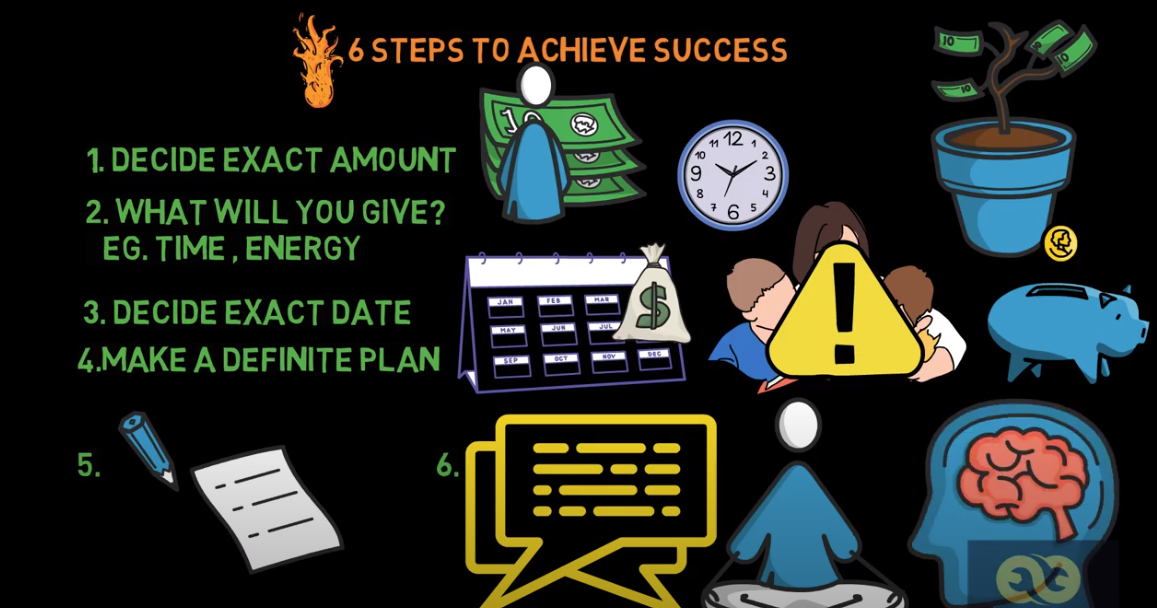 6 STEPS TO ACHIEVE SUCCESS
1. DECIDE EXACT AMOUNT
2. WHAT WILL YOU GIVE?
EG. TIME, ENERGY
3. DECIDE EXACT DATE
4. MAKE A DEFINITE PLAN
5.
6.
10
10
10
10
12
1
2
3
4
5
6
7
8
9
10
11
JAN FEB MAR
MAY JUN JUL
SEP OCT NOV DEC
$
!